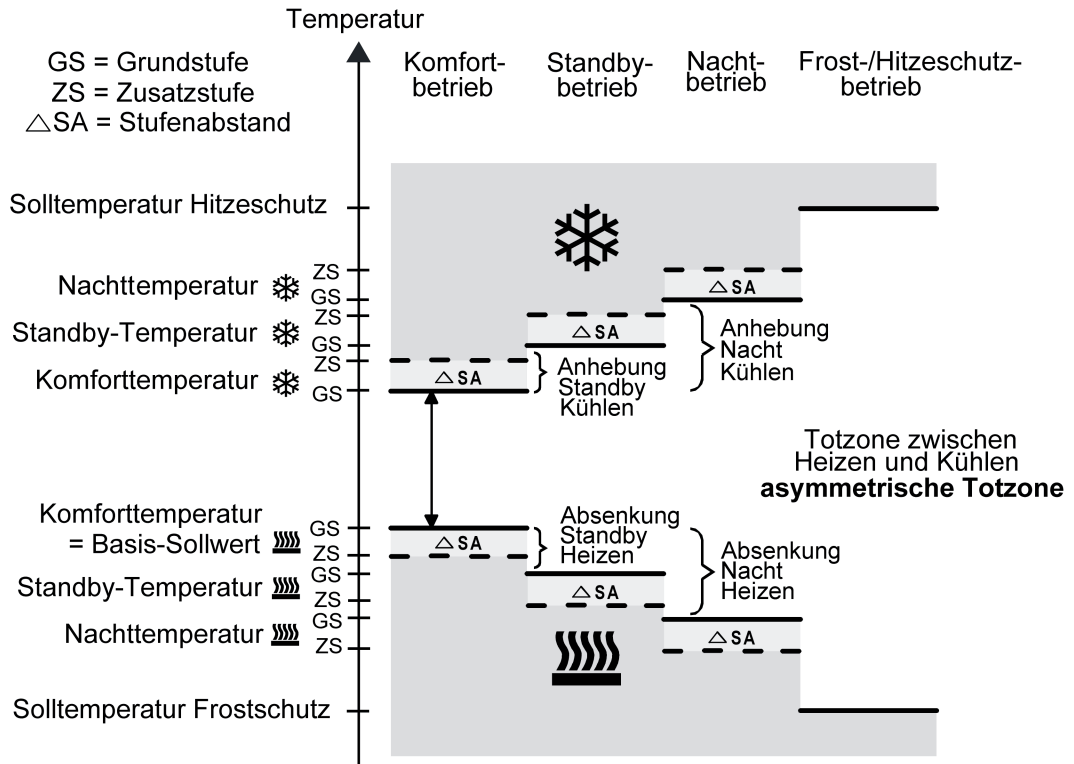 Temperatur
GS = Grundstufe
ZS = Zusatzstufe
△SA = Stufenabstand
Komfort-
betrieb
Standby-
betrieb
Nacht-
betrieb
Frost-/Hitzeschutz-
betrieb
Solltemperatur Hitzeschutz
Nachttemperatur
ZS
GS
△SA
Standby-Temperatur
ZS
GS
△SA
Komforttemperatur
ZS
GS
△SA
Anhebung
Standby
Kühlen
Anhebung
Nacht
Kühlen
Totzone zwischen
Heizen und Kühlen
asymmetrische Totzone
Komforttemperatur
= Basis-Sollwert
GS
ZS
△SA
Absenkung
Standby
Heizen
Absenkung
Nacht
Heizen
Standby-Temperatur
GS
ZS
△SA
Nachttemperatur
GS
ZS
△SA
Solltemperatur Frostschutz